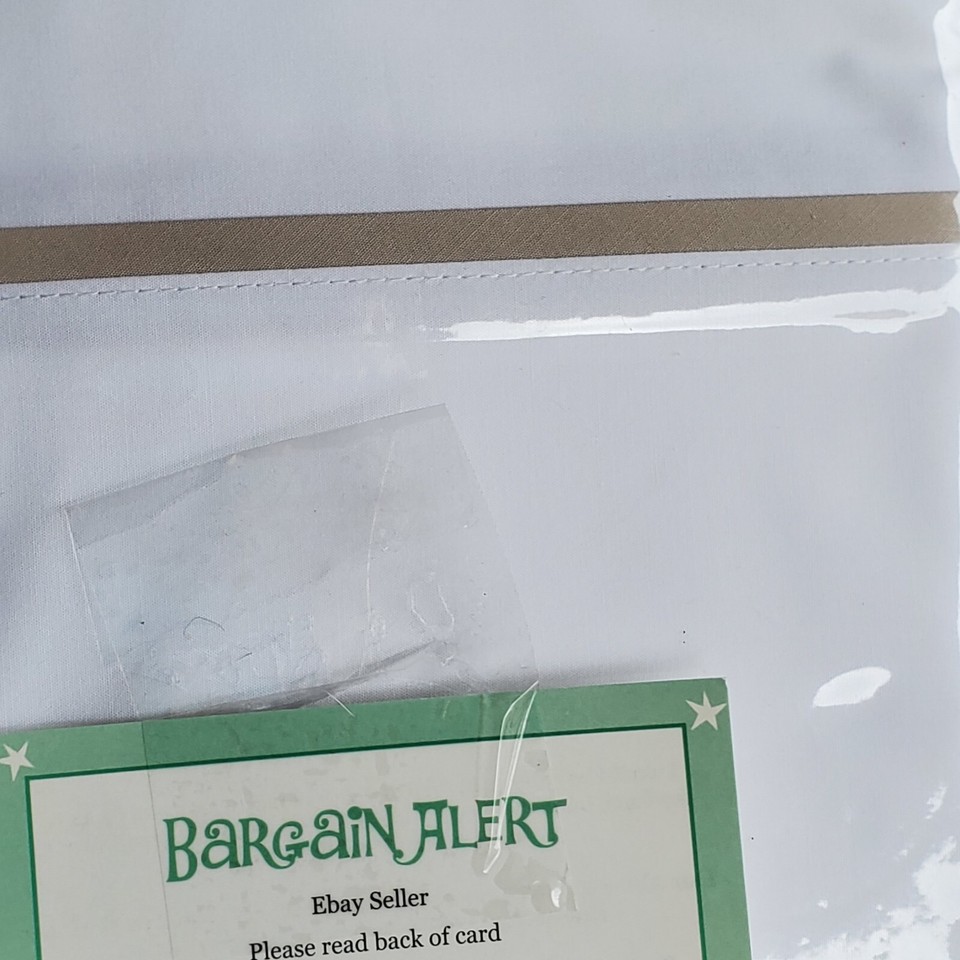 BARGAiN ALERT
Ebay Seller
Please read back of card